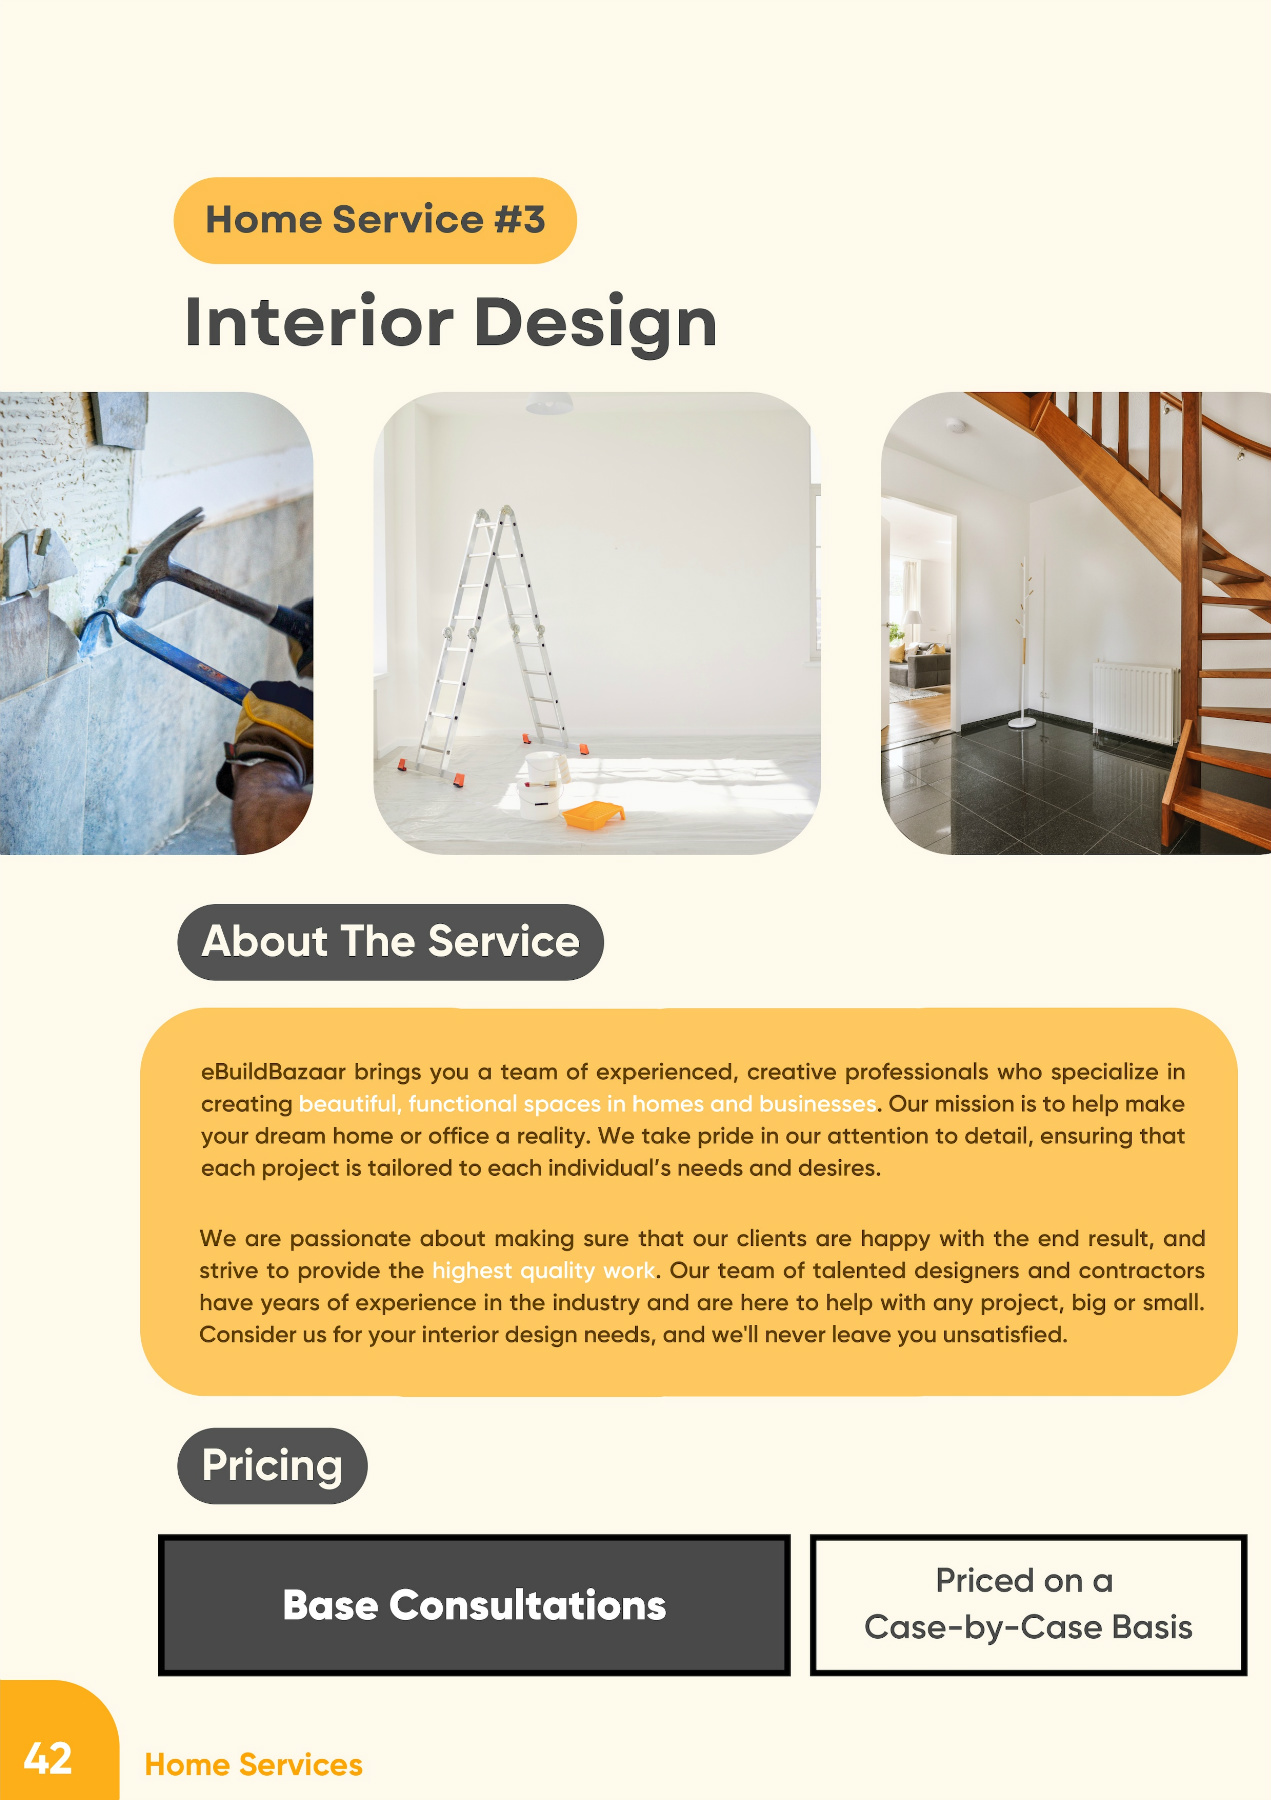 Home Service #3
Interior Design
About The Service
eBuildBazaar brings you a team of experienced, creative professionals who specialize in
creating beautiful, functional spaces in homes and businesses. Our mission is to help make
your dream home or office a reality. We take pride in our attention to detail, ensuring that
each project is tailored to each individual’s needs and desires.
We are passionate about making sure that our clients are happy with the end result, and
strive to provide the highest quality work. Our team of talented designers and contractors
have years of experience in the industry and are here to help with any project, big or small.
Consider us for your interior design needs, and we'll never leave you unsatisfied.
Pricing
Base Consultations
Priced on a
Case-by-Case Basis
42
Home Services